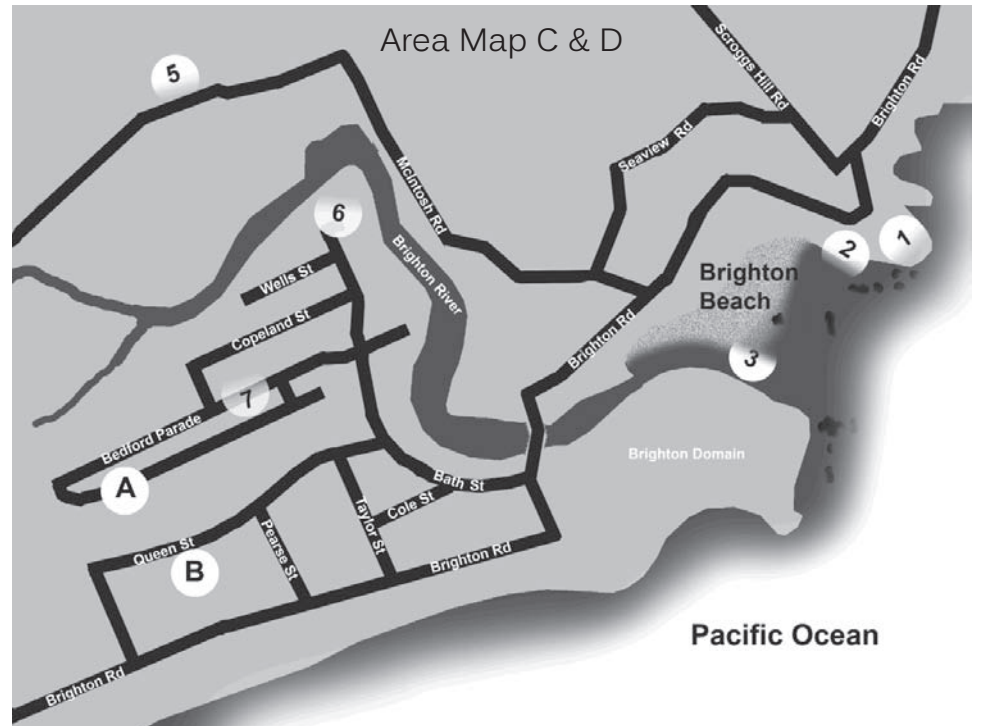 Area Map C & D
5
Scroggs Hill Rd
Brighton Rd
Seaview Rd
McIntosh Rd
6
1
2
Brighton River
Wells St
Brighton
Beach
Copeland St
Brighton Rd
3
7
Bedford Parade
Brighton Domain
A
Bath St
Cole St
Taylor St
Pearse St
Queen St
B
Brighton Rd
Pacific Ocean
Brighton Rd